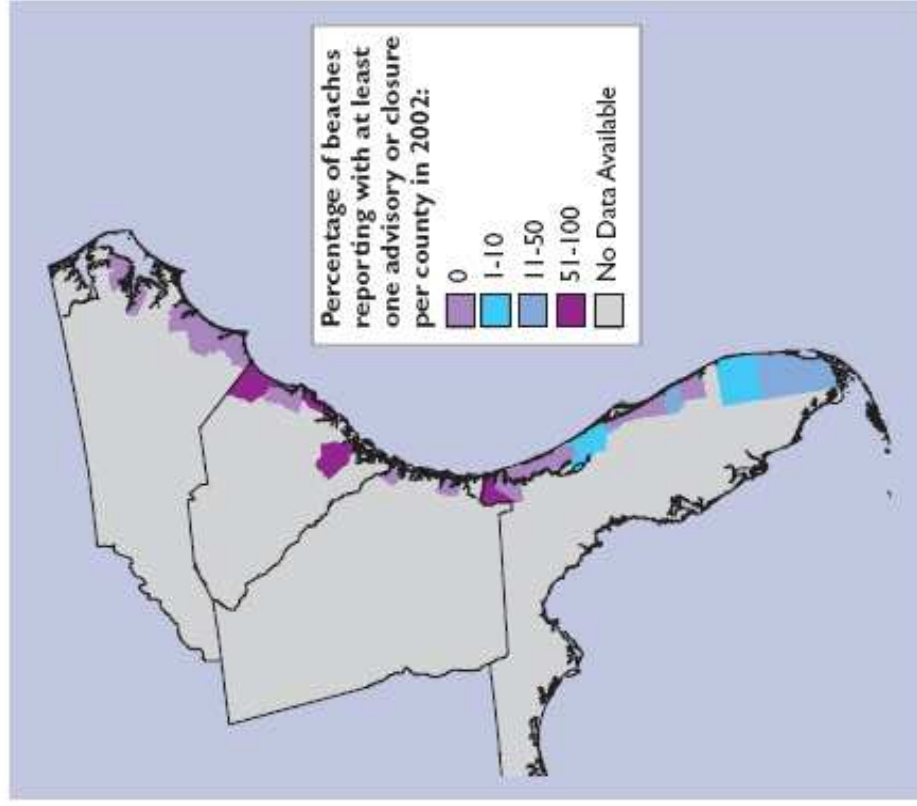 Percentage of beaches
reporting with at least
one advisory or closure
per county in 2002:
0
1-10
11-50
51-100
No Data Available